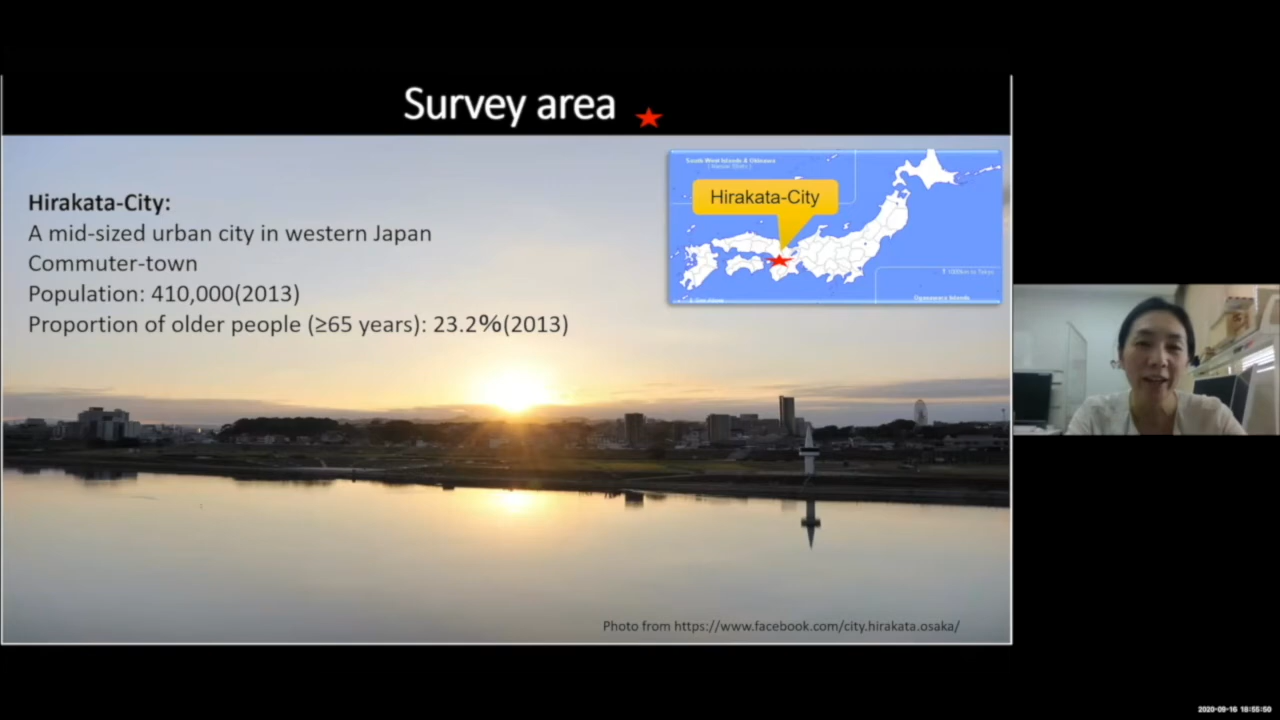 Survey area
Hirakata-City:
A mid-sized urban city in western Japan
Commuter-town
Population: 410,000(2013)
Proportion of older people (≥65 years): 23.2%(2013)
Hirakata-City
Photo from https://www.facebook.com/city.hirakata.osaka/
2020-09-16 18:55:50